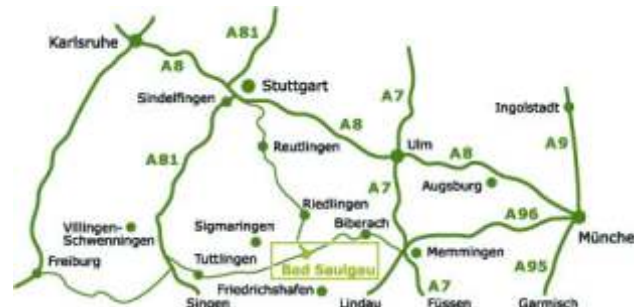 A81
Karlsruhe
A8
Stuttgart
Sindelfingen
A7
Ingolstadt
A8
A9
Reutlingen
Ulm
A8
A81
A7
Augsburg
Riedlingen
Villingen-
Schwenningen
Sigmaringen
Biberach
A96
Münche
Freiburg
Tuttlingen
Bad Saulgau
Memmingen
A95
Friedrichshafen
A7
Singen
Lindau
Füssen
Garmisch